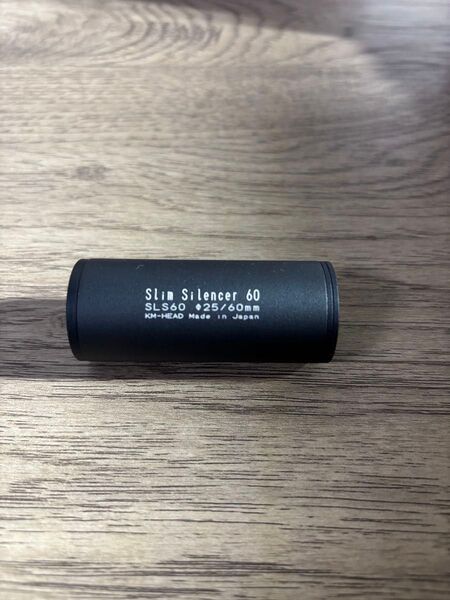 Slim Silencer 60
SLS60 Φ25/60mm
KM-HEAD Made in Japan